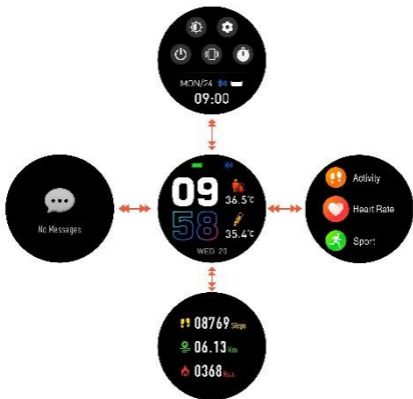 MON/24
09:00
No Messages
09
58
36.5℃
35.4℃
WED 23
Activity
Heart Rate
Sport
08769 Steps
06.13 Km
0368